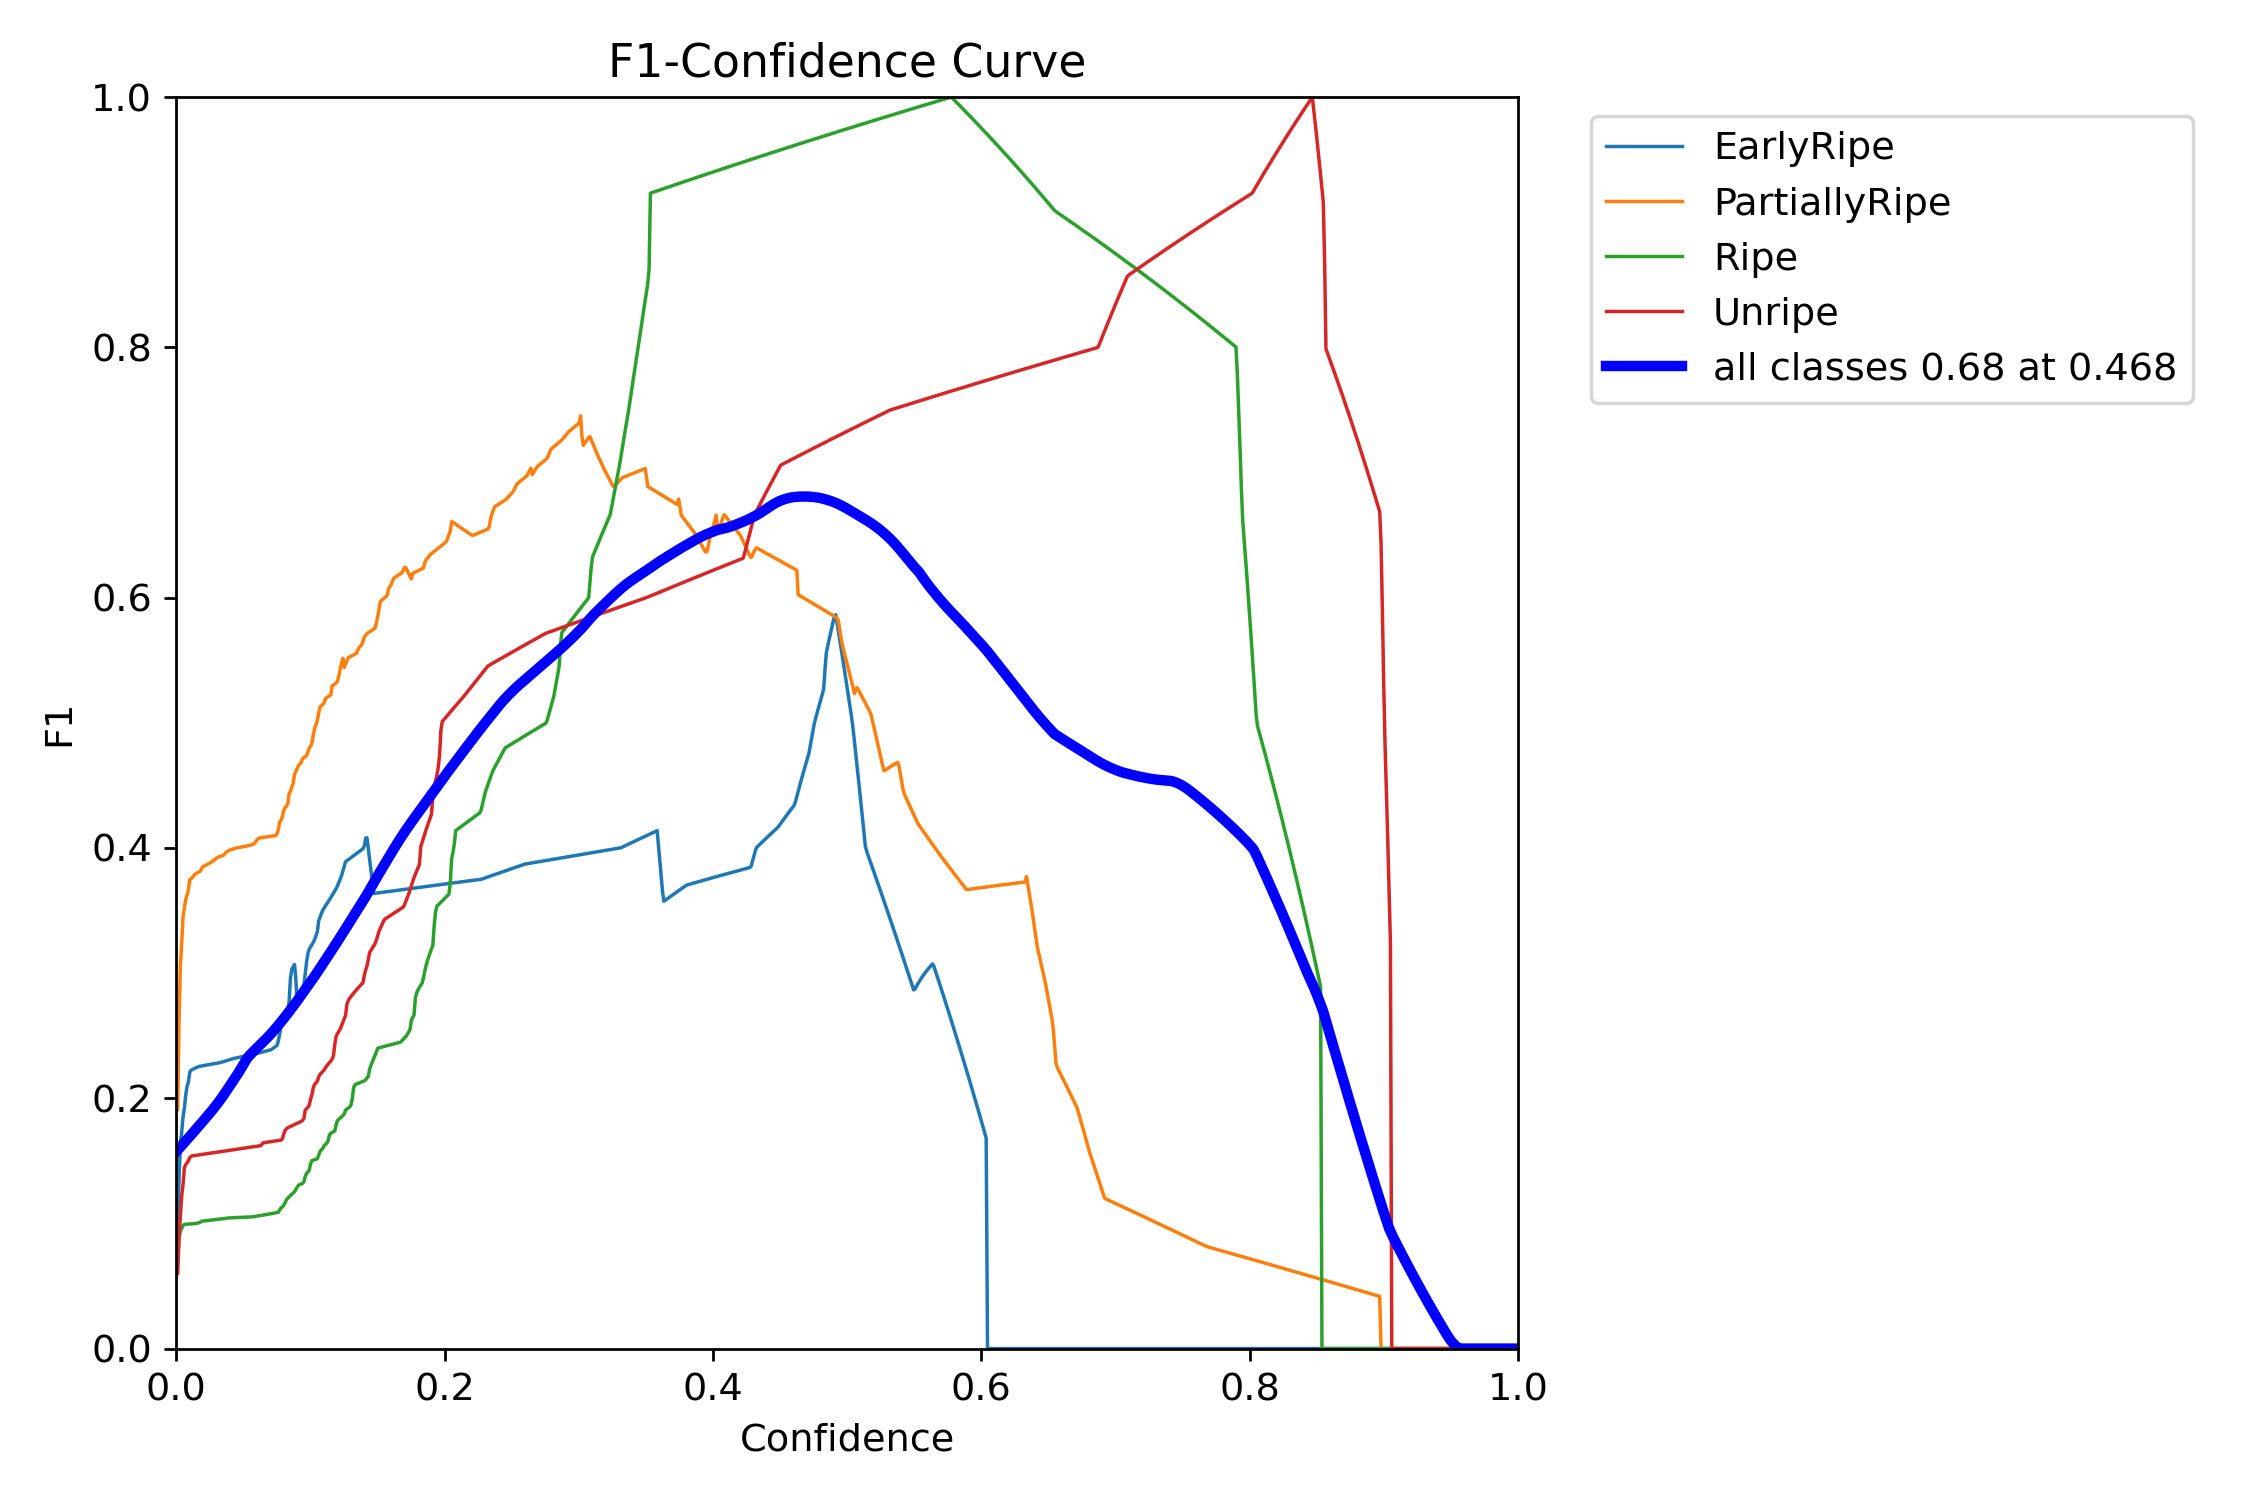 F1-Confidence Curve
1.0
0.8
0.6
0.4
0.2
0.0
F1
0.0 0.2 0.4 0.6 0.8 1.0
Confidence
EarlyRipe
PartiallyRipe
Ripe
Unripe
all classes 0.68 at 0.468